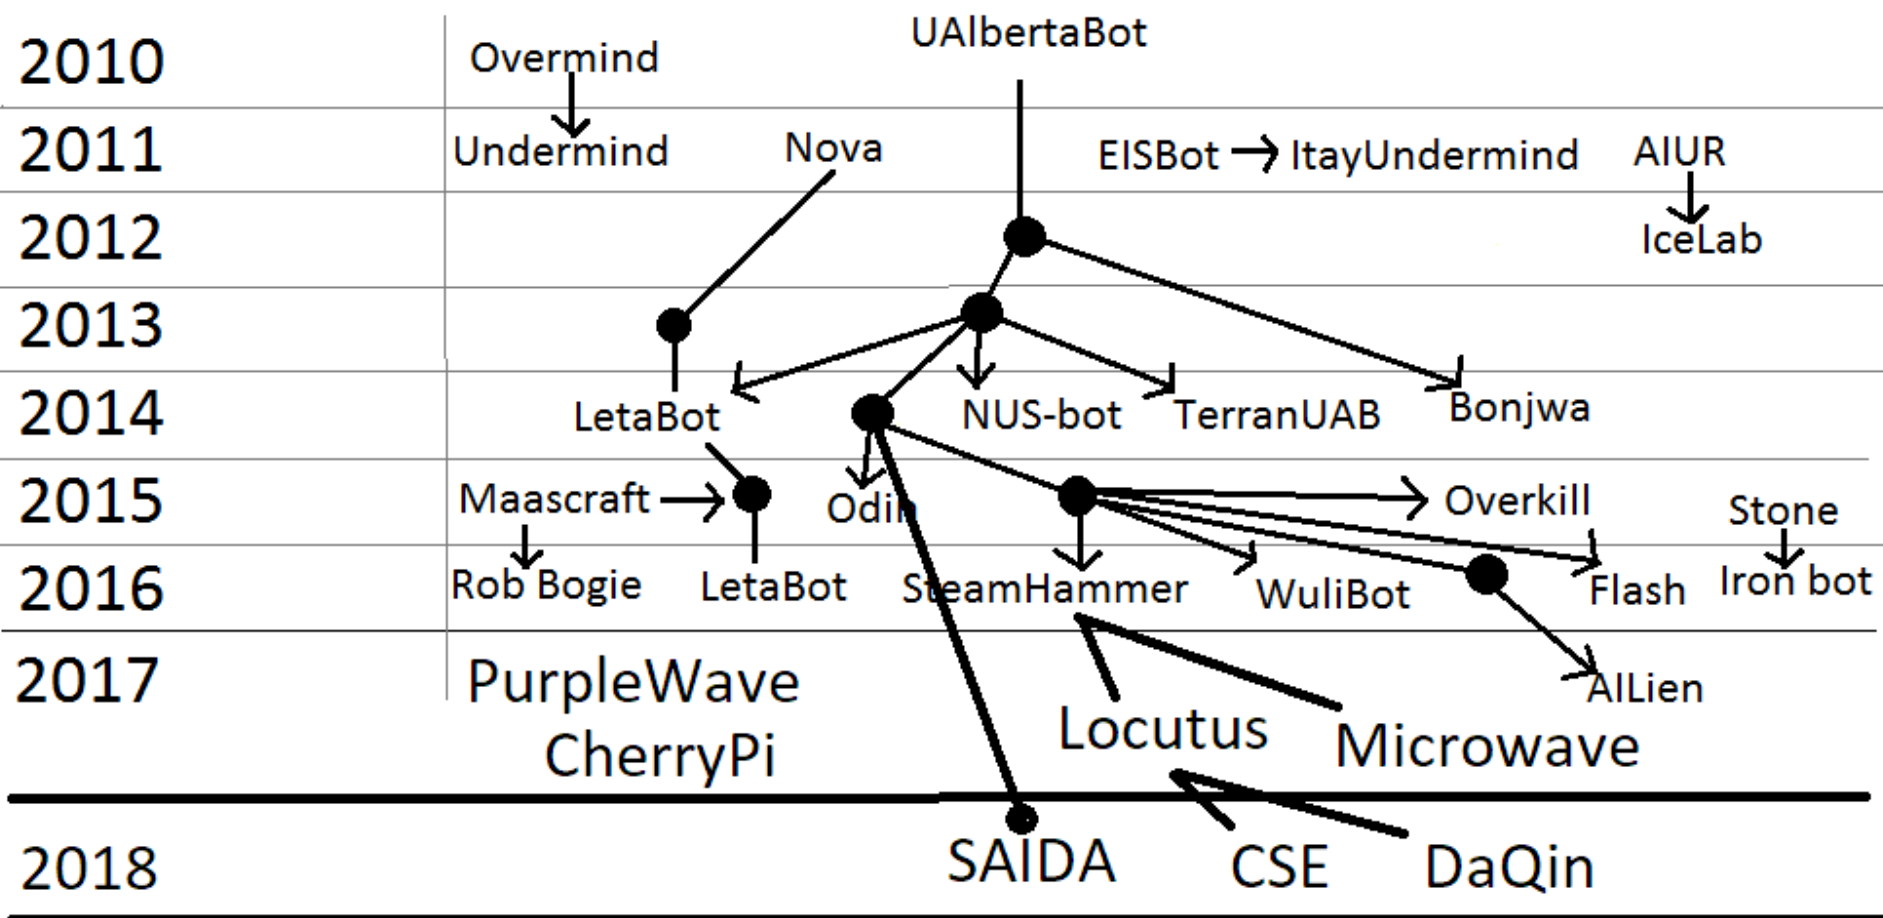 2010
Overmind
UAlbertaBot
2011
Undermind
Nova
EISBot
ItayUndermind
AIUR
2012
IceLab
2013
2014
LetaBot
NUS-bot
TerranUAB
Bonjwa
2015
Maascraft
Odin
Overkill
Stone
2016
Rob Bogie
LetaBot
SteamHammer
WuliBot
Flash
Iron bot
2017
PurpleWave
AILien
CherryPi
Locutus
Microwave
2018
SAIDA
CSE
DaQin